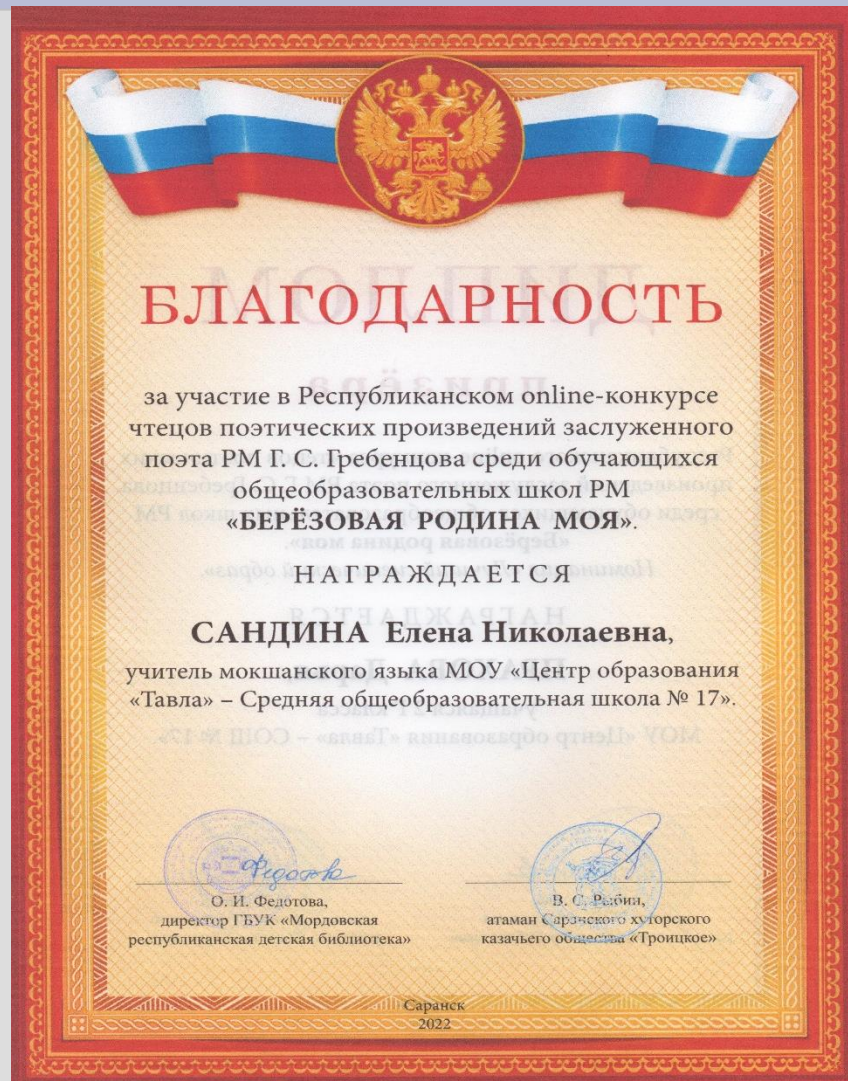 БЛАГОДАРНОСТЬ
за участие в Республиканском online-конкурсе
чтецов поэтических произведений заслуженного
поэта РМ Г. С. Гребенцова среди обучающихся
общеобразовательных школ РМ
«БЕРЁЗОВАЯ РОДИНА МОЯ».
НАГРАЖДАЕТСЯ
САНДИНА Елена Николаевна,
учитель мокшанского языка МОУ «Центр образования
«Тавла» – Средняя общеобразовательная школа № 17».
Федотова
О. И. Федотова,
директор ГБУК «Мордовская
республиканская детская библиотека»
В. С. Рыбин,
атаман Саранского хуторского
казачьего общества «Троицкое»
Саранск
2022